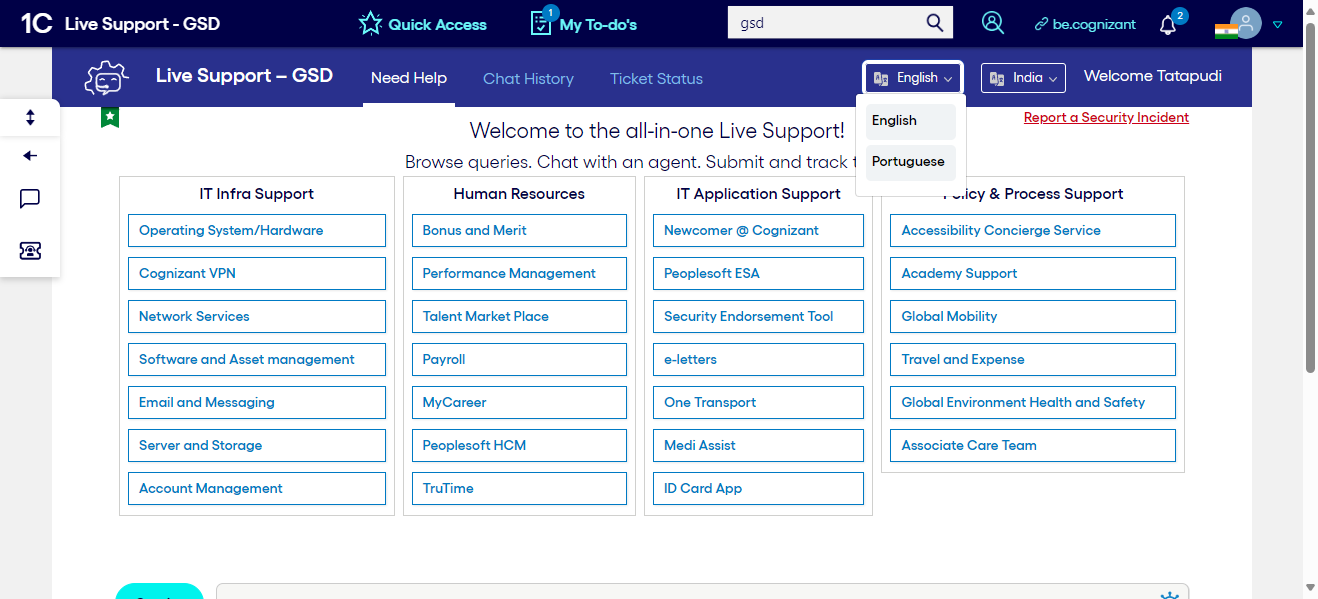 1C Live Support - GSD
Quick Access
1
My To-do's
gsd
be.cognizant
2
Live Support – GSD
Need Help
Chat History
Ticket Status
English
India
Welcome Tatapudi
English
Portuguese
Report a Security Incident
Welcome to the all-in-one Live Support!
Browse queries. Chat with an agent. Submit and track
IT Infra Support
Operating System/Hardware
Cognizant VPN
Network Services
Software and Asset management
Email and Messaging
Server and Storage
Account Management
Human Resources
Bonus and Merit
Performance Management
Talent Market Place
Payroll
MyCareer
Peoplesoft HCM
TruTime
IT Application Support
Newcomer @ Cognizant
Peoplesoft ESA
Security Endorsement Tool
e-letters
One Transport
Medi Assist
ID Card App
Policy & Process Support
Accessibility Concierge Service
Academy Support
Global Mobility
Travel and Expense
Global Environment Health and Safety
Associate Care Team